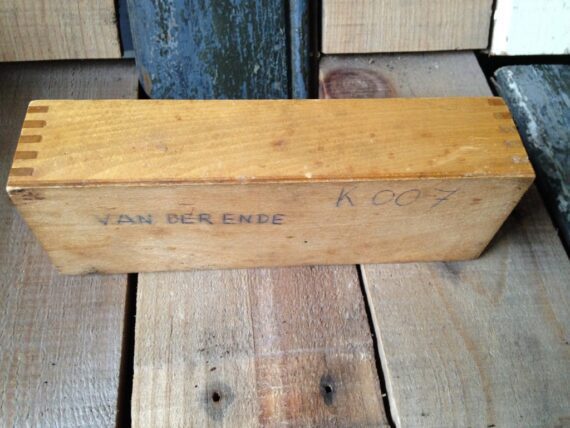 VAN DER ENDE
K 007